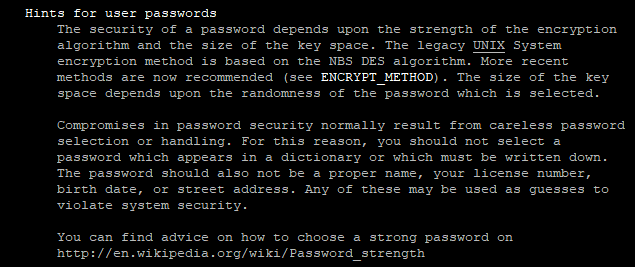 Hints for user passwords
The security of a password depends upon the strength of the encryption
algorithm and the size of the key space. The legacy UNIX System
encryption method is based on the NBS DES algorithm. More recent
methods are now recommended (see ENCRYPT_METHOD). The size of the key
space depends upon the randomness of the password which is selected.

Compromises in password security normally result from careless password
selection or handling. For this reason, you should not select a
password which appears in a dictionary or which must be written down.
The password should also not be a proper name, your license number,
birth date, or street address. Any of these may be used as guesses to
violate system security.

You can find advice on how to choose a strong password on
http://en.wikipedia.org/wiki/Password_strength